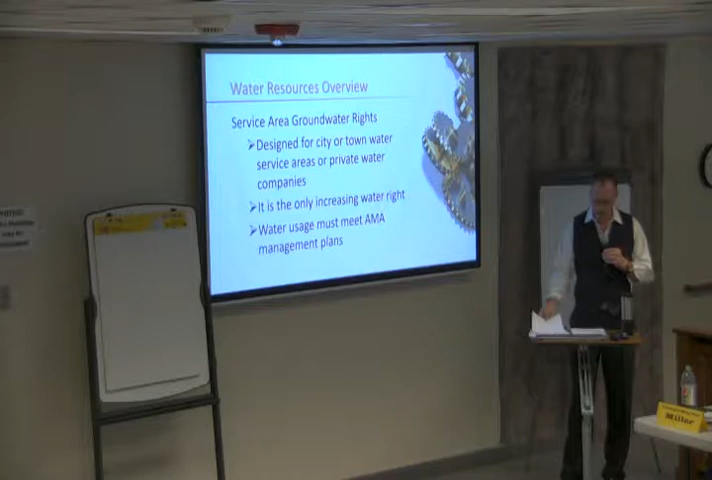 Water Resources Overview
Service Area Groundwater Rights
➢Designed for city or town water
service areas or private water
companies
➢It is the only increasing water right
➢Water usage must meet AMA
management plans
Miller